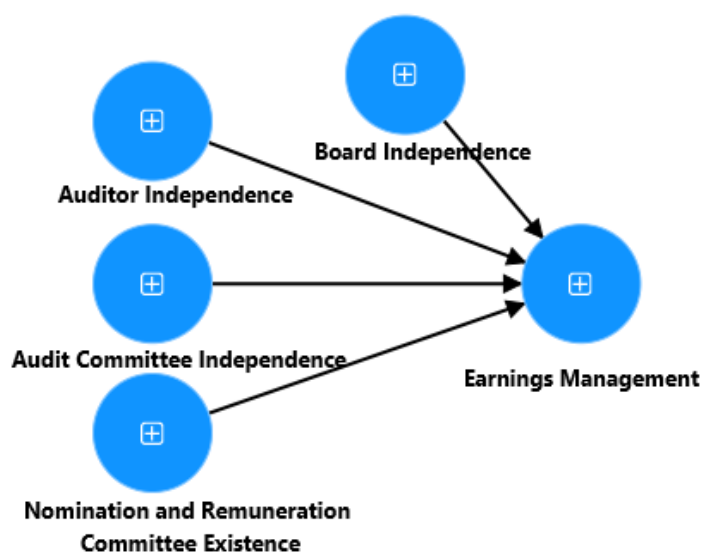 Board Independence
Auditor Independence
Audit Committee Independence
Earnings Management
Nomination and Remuneration
Committee Existence